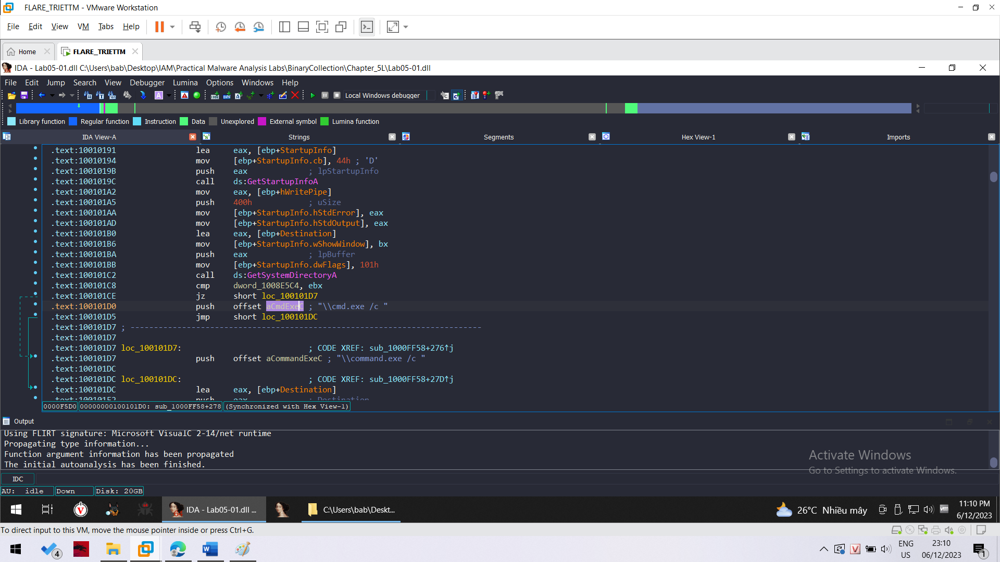 FLARE_TRIETTM - VMware Workstation
File Edit View VM Tabs Help
Home FLARE_TRIETTM
IDA - Lab05-01.dll C:\Users\bab\Desktop\IAM\Practical Malware Analysis Labs\BinaryCollection\Chapter_5L\Lab05-01.dll
File Edit Jump Search View Debugger Lumina Options Windows Help
Local Windows debugger
Library function Regular function Instruction Data Unexplored External symbol Lumina function
IDA View-A Strings Segments Hex View-1 Imports
.text:10010191 lea eax, [ebp+StartupInfo]
.text:10010194 mov [ebp+StartupInfo.cb], 44h ; 'D'
.text:1001019B push eax ; lpStartupInfo
.text:1001019C call ds:GetStartupInfoA
.text:100101A2 mov eax, [ebp+hWritePipe]
.text:100101A5 push 400h ; uSize
.text:100101AA mov [ebp+StartupInfo.hStdError], eax
.text:100101AD mov [ebp+StartupInfo.hStdOutput], eax
.text:100101B0 lea eax, [ebp+Destination]
.text:100101B6 mov [ebp+StartupInfo.wShowWindow], bx
.text:100101BA push eax ; lpBuffer
.text:100101BB mov [ebp+StartupInfo.dwFlags], 101h
.text:100101C2 call ds:GetSystemDirectoryA
.text:100101C8 cmp dword_1008E5C4, ebx
.text:100101CE jz short loc_100101D7
.text:100101D0 push offset aCmdExeC ; "\\cmd.exe /c "
.text:100101D5 jmp short loc_100101DC
.text:100101D7 ; ---------------------------------------------------------------------------
.text:100101D7
.text:100101D7 loc_100101D7: ; CODE XREF: sub_1000FF58+276↑j
.text:100101D7 push offset aCommandExeC ; "\\command.exe /c "
.text:100101DC
.text:100101DC loc_100101DC: ; CODE XREF: sub_1000FF58+27D↑j
.text:100101DC lea eax, [ebp+Destination]
.text:100101E2 push eax ; Destination
0000F5D0 00000000100101D0: sub_1000FF58+278 (Synchronized with Hex View-1)
Output
Using FLIRT signature: Microsoft VisualC 2-14/net runtime
Propagating type information...
Function argument information has been propagated
The initial autoanalysis has been finished.
Activate Windows
Go to Settings to activate Windows.
IDC
AU: idle Down Disk: 20GB
IDA - Lab05-01.dll ... C:\Users\bab\Deskt... 26°C Nhiều mây 11:10 PM
6/12/2023
To direct input to this VM, move the mouse pointer inside or press Ctrl+G.
4 ENG 23:10
US 06/12/2023 1